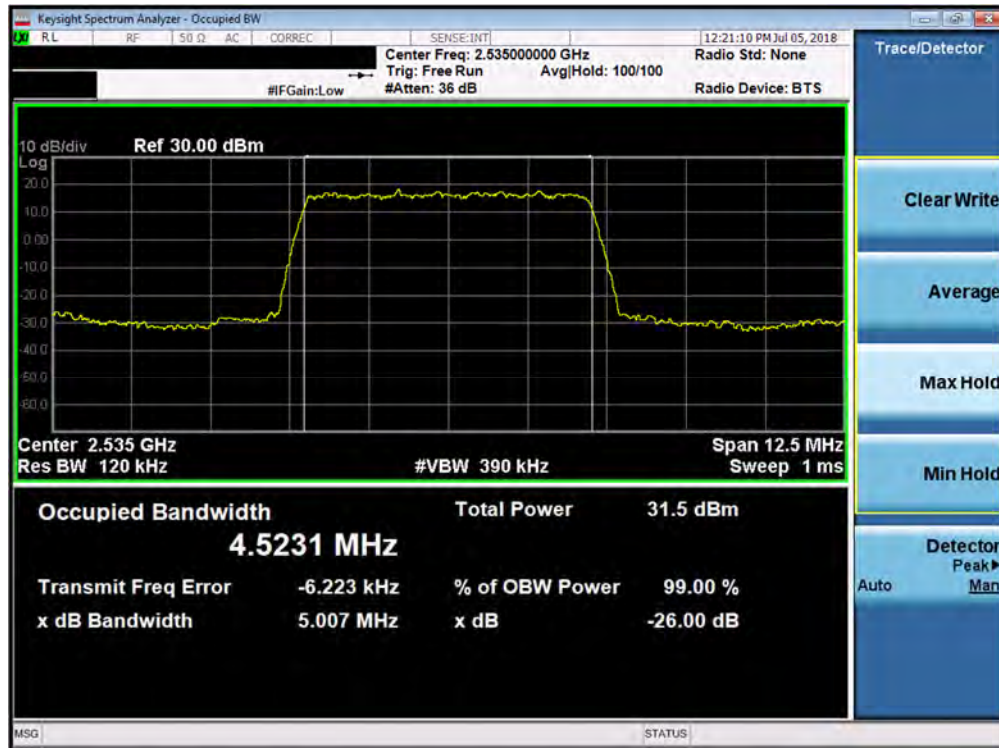 Keysight Spectrum Analyzer - Occupied BW
LXI RL RF 50 Ω AC CORREC SENSE:INT 12:21:10 PM Jul 05, 2018
Center Freq: 2.535000000 GHz Radio Std: None
Trig: Free Run Avg|Hold: 100/100
#IFGain:Low #Atten: 36 dB Radio Device: BTS
10 dB/div Ref 30.00 dBm
Log
20.0
10.0
0.00
-10.0
-20.0
-30.0
-40.0
-50.0
-60.0
Center 2.535 GHz Span 12.5 MHz
Res BW 120 kHz #VBW 390 kHz Sweep 1 ms
Occupied Bandwidth Total Power 31.5 dBm
4.5231 MHz
Transmit Freq Error -6.223 kHz % of OBW Power 99.00 %
x dB Bandwidth 5.007 MHz x dB -26.00 dB
MSG STATUS
Trace/Detector
Clear Write
Average
Max Hold
Min Hold
Detector
Peak
Auto Man